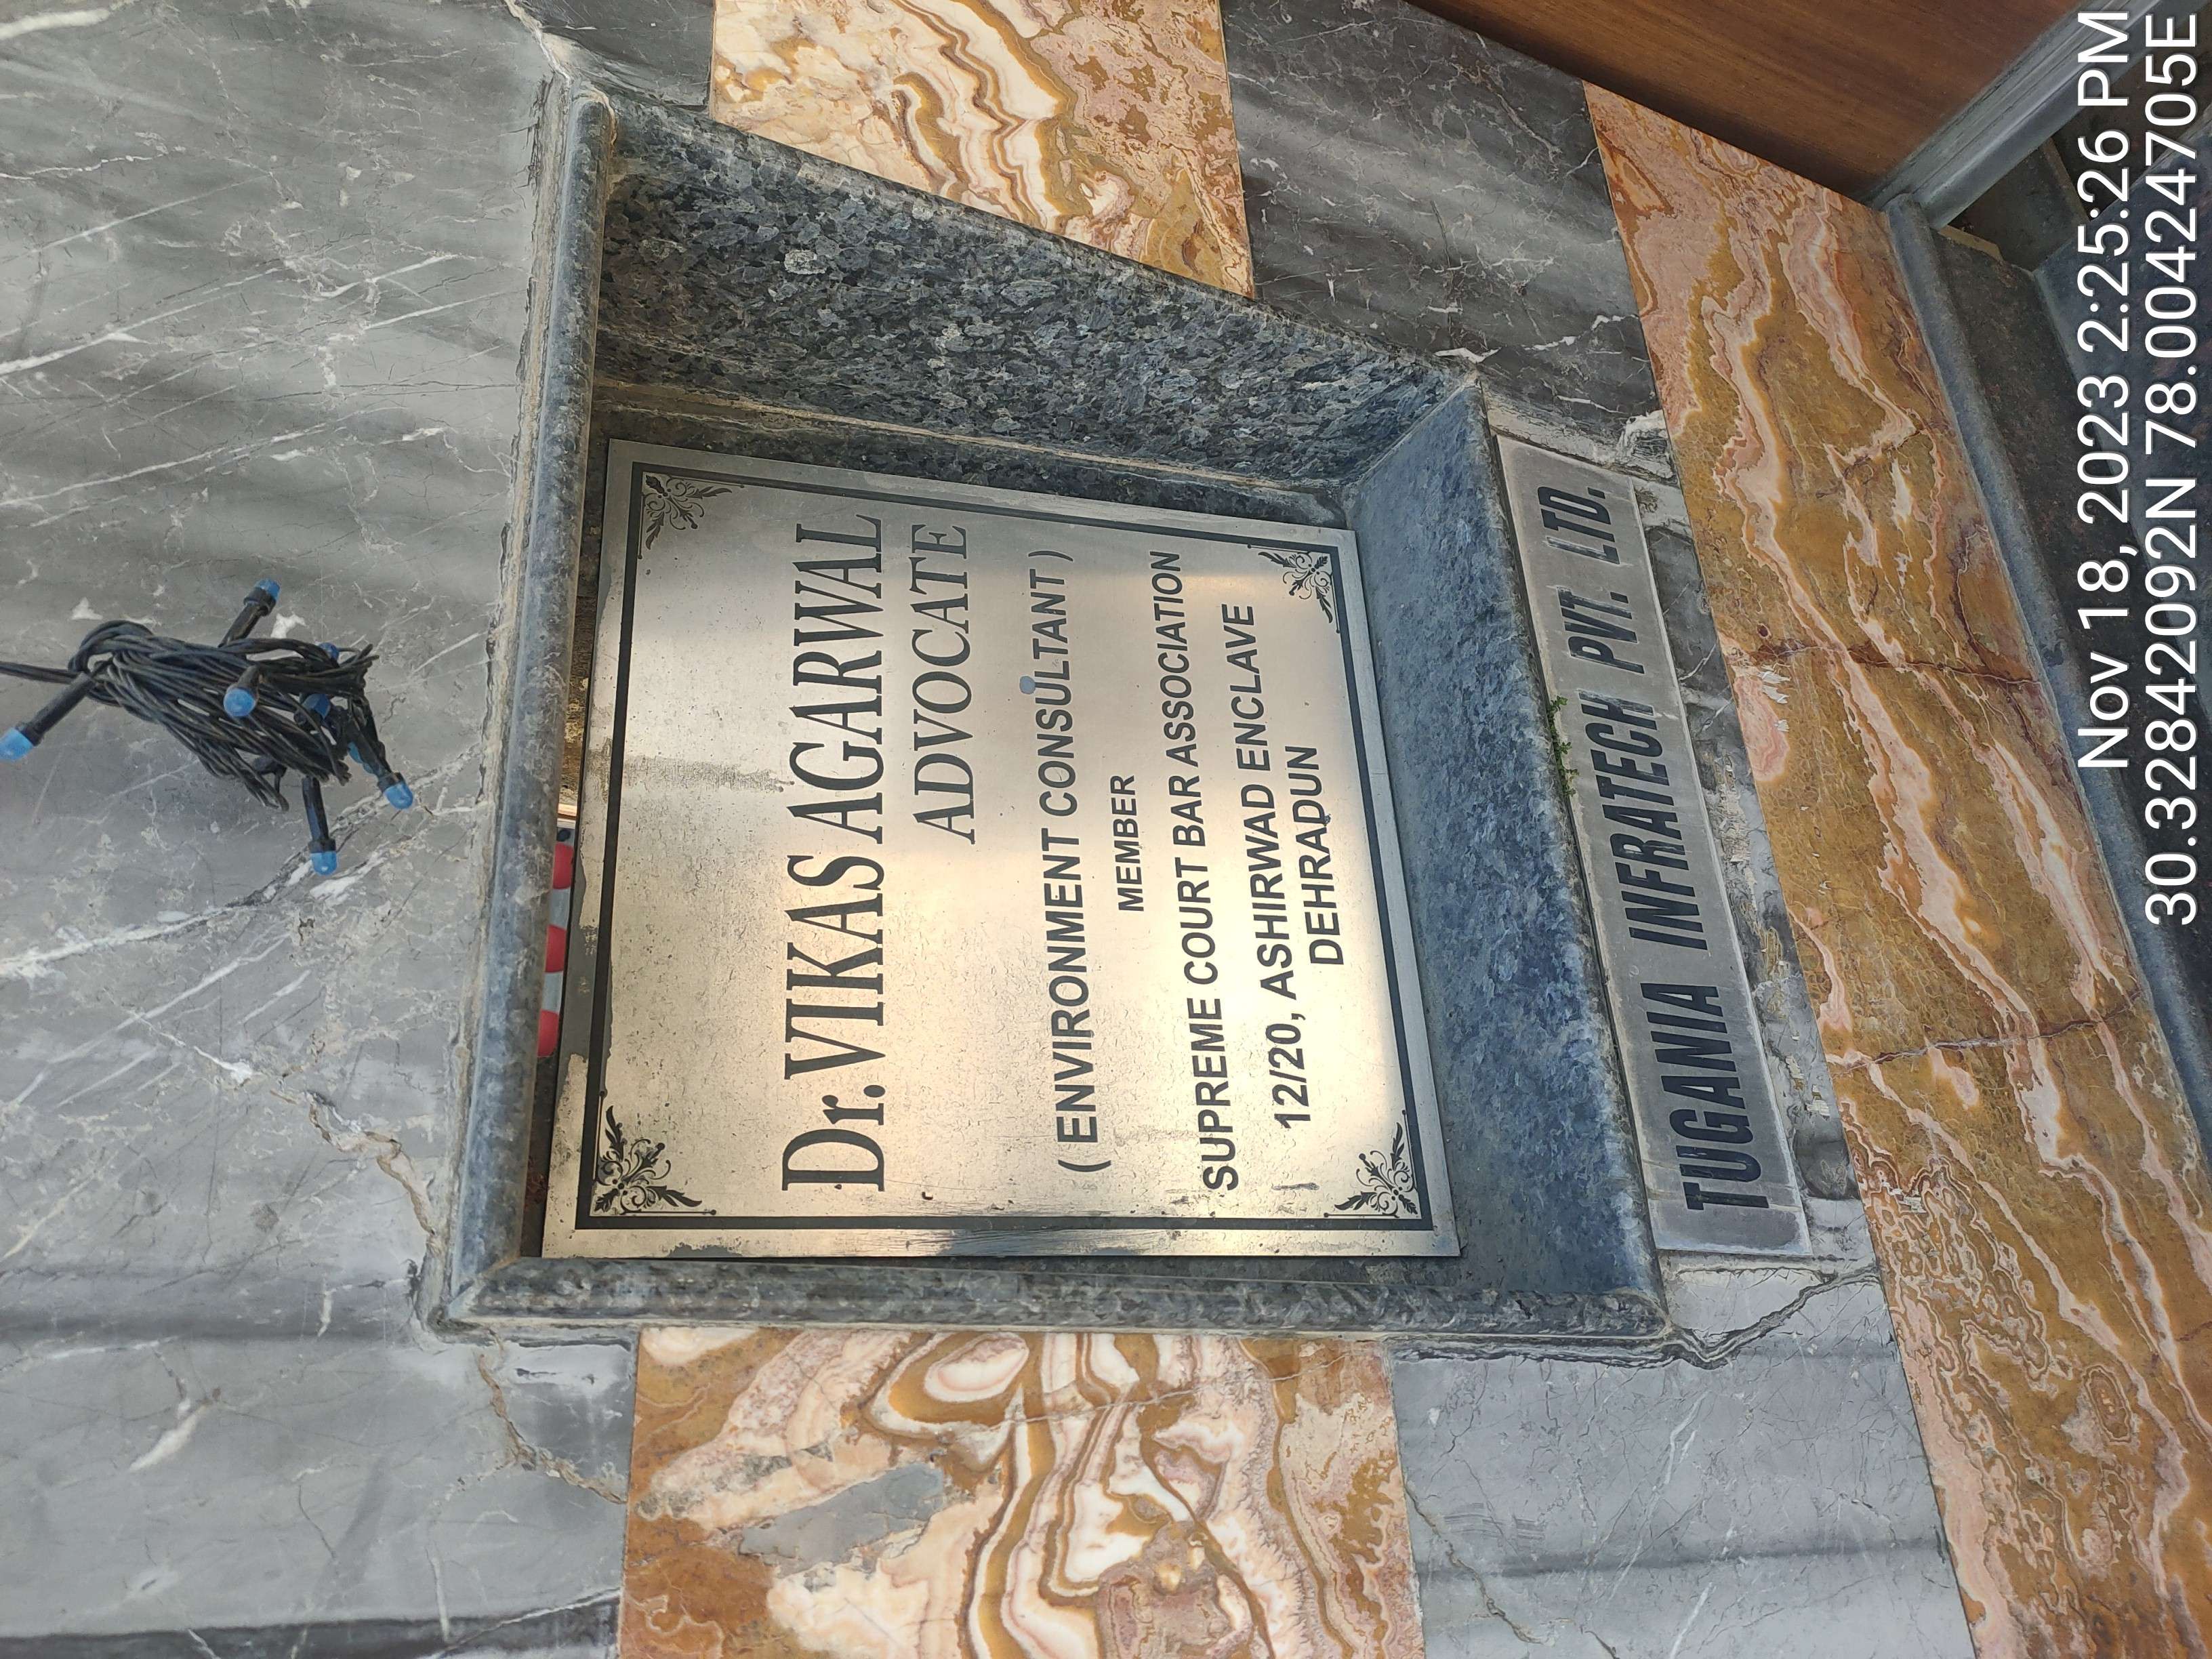 Dr. VIKAS AGARWAL
ADVOCATE
( ENVIRONMENT CONSULTANT )
MEMBER
SUPREME COURT BAR ASSOCIATION
12/20, ASHIRWAD ENCLAVE
DEHRADUN
TUGANIA INFRATECH PVT. LTD.
Nov 18, 2023 2:25:26 PM
30.32842092N 78.00424705E